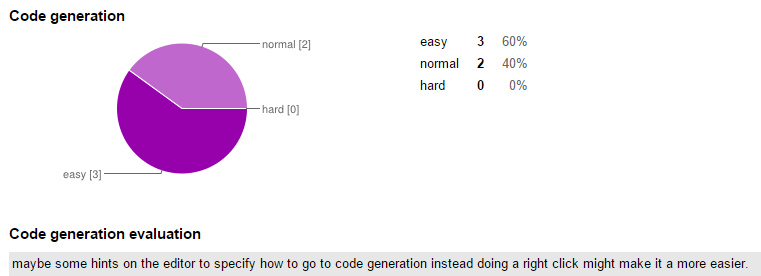 Code generation
normal [2]
hard [0]
easy [3]
easy 3 60%
normal 2 40%
hard 0 0%
Code generation evaluation
maybe some hints on the editor to specify how to go to code generation instead doing a right click might make it a more easier.